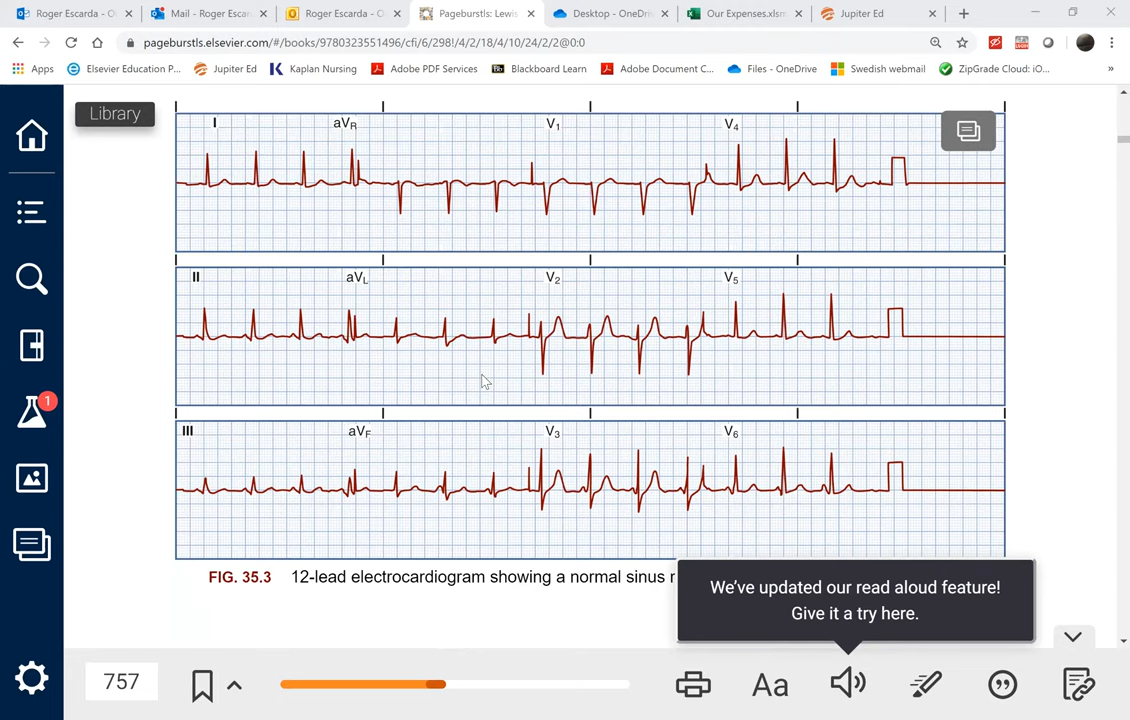 Roger Escarda - O
Mail - Roger Escar
Roger Escarda - O
Pageburstls: Lewis
Desktop - OneDri
Our Expenses.xlsm
Jupiter Ed
pageburstls.elsevier.com/#/books/9780323551496/cfi/6/298!/4/2/18/4/10/24/2/2@0:0
Apps
Elsevier Education P...
Jupiter Ed
Kaplan Nursing
Adobe PDF Services
Blackboard Learn
Adobe Document C...
Files - OneDrive
Swedish webmail
ZipGrade Cloud: iO...
Library
I aVR V1 V4
II aVL V2 V5
III aVF V3 V6
1
FIG. 35.3 12-lead electrocardiogram showing a normal sinus
We've updated our read aloud feature!
Give it a try here.
757
Aa